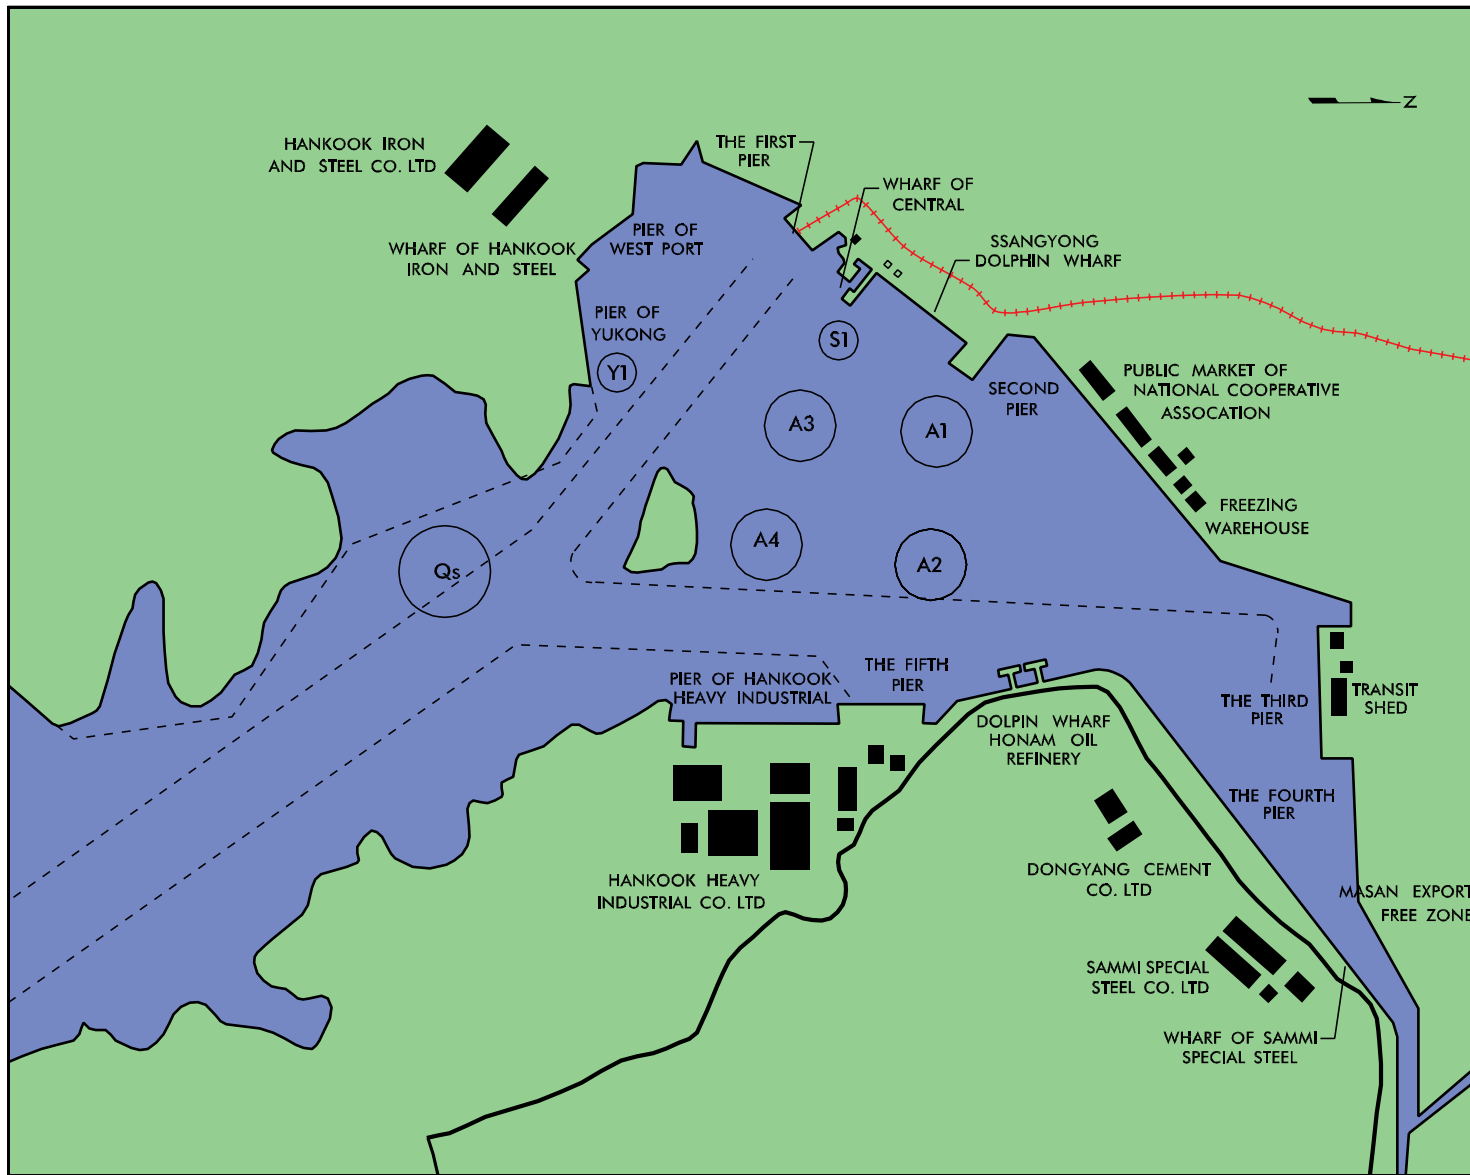 Z
HANKOOK IRON
AND STEEL CO. LTD
THE FIRST
PIER
WHARF OF
CENTRAL
PIER OF
WEST PORT
SSANGYONG
DOLPHIN WHARF
WHARF OF HANKOOK
IRON AND STEEL
PIER OF
YUKONG
S1
Y1
PUBLIC MARKET OF
NATIONAL COOPERATIVE
ASSOCATION
SECOND
PIER
A3
A1
FREEZING
WAREHOUSE
A4
A2
Qs
THE FIFTH
PIER
PIER OF HANKOOK
HEAVY INDUSTRIAL
THE THIRD
PIER
TRANSIT
SHED
DOLPIN WHARF
HONAM OIL
REFINERY
THE FOURTH
PIER
HANKOOK HEAVY
INDUSTRIAL CO. LTD
DONGYANG CEMENT
CO. LTD
MASAN EXPORT
FREE ZONE
SAMMI SPECIAL
STEEL CO. LTD
WHARF OF SAMMI
SPECIAL STEEL